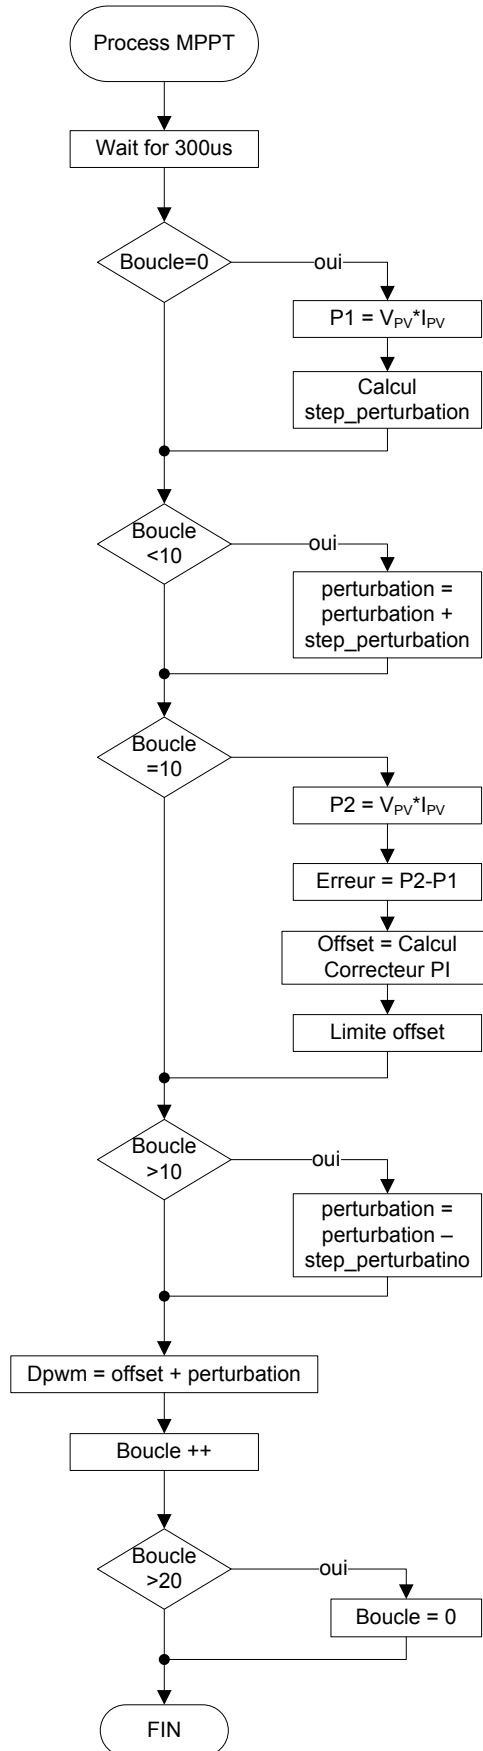 Process MPPT
Wait for 300us
Boucle=0
oui
P1 = VPV*IPV
Calcul
step_perturbation
Boucle
<10
oui
perturbation =
perturbation +
step_perturbation
Boucle
=10
P2 = VPV*IPV
Erreur = P2-P1
Offset = Calcul
Correcteur PI
Limite offset
Boucle
>10
oui
perturbation =
perturbation –
step_perturbatino
Dpwm = offset + perturbation
Boucle ++
Boucle
>20
oui
Boucle = 0
FIN